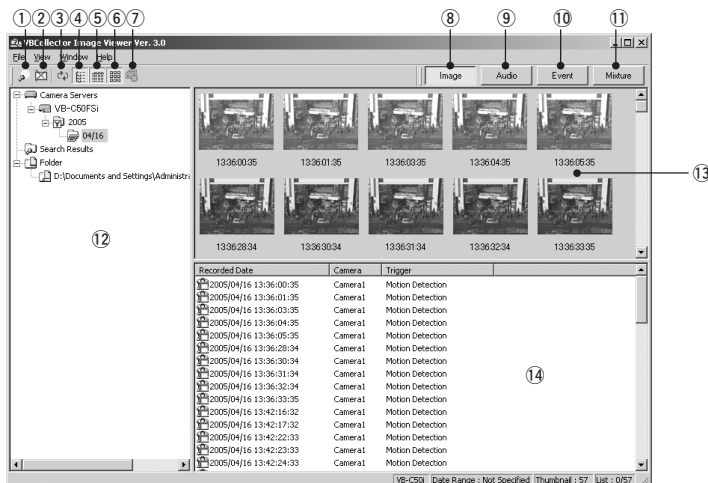 ① ② ③ ④ ⑤ ⑥ ⑦ ⑧ ⑨ ⑩ ⑪
VBCollector Image Viewer Ver. 3.0
File View Window Help
Image Audio Event Mixture
Camera Servers
VB-C50FSi
2005
04/16
Search Results
Folder
D:\Documents and Settings\Administra
⑫
13:36:00:35 13:36:01:35 13:36:03:35 13:36:04:35 13:36:05:35
⑬
13:36:28:34 13:36:30:34 13:36:31:34 13:36:32:34 13:36:33:35
Recorded Date Camera Trigger
2005/04/16 13:36:00:35 Camera1 Motion Detection
2005/04/16 13:36:01:35 Camera1 Motion Detection
2005/04/16 13:36:03:35 Camera1 Motion Detection
2005/04/16 13:36:04:35 Camera1 Motion Detection
2005/04/16 13:36:05:35 Camera1 Motion Detection
2005/04/16 13:36:28:34 Camera1 Motion Detection
2005/04/16 13:36:30:34 Camera1 Motion Detection
2005/04/16 13:36:31:34 Camera1 Motion Detection
2005/04/16 13:36:32:34 Camera1 Motion Detection
2005/04/16 13:36:33:35 Camera1 Motion Detection
2005/04/16 13:42:16:32 Camera1 Motion Detection
2005/04/16 13:42:17:32 Camera1 Motion Detection
2005/04/16 13:42:22:33 Camera1 Motion Detection
2005/04/16 13:42:23:33 Camera1 Motion Detection
2005/04/16 13:42:24:33 Camera1 Motion Detection
⑭
VB-C50i Date Range : Not Specified Thumbnail : 57 List : 0/57